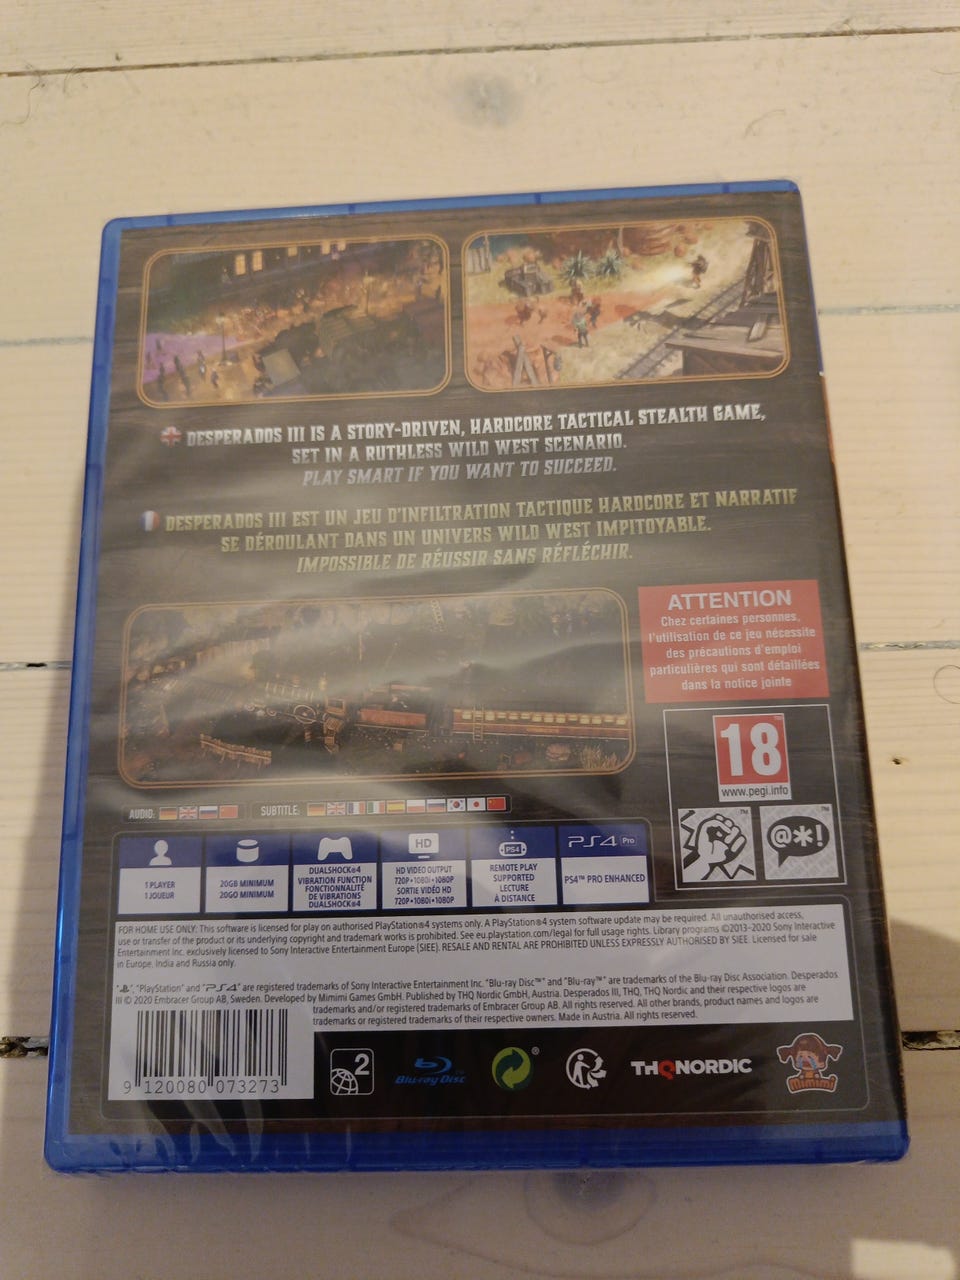 DESPERADOS III IS A STORY-DRIVEN, HARDCORE TACTICAL STEALTH GAME,
SET IN A RUTHLESS WILD WEST SCENARIO.
PLAY SMART IF YOU WANT TO SUCCEED.
DESPERADOS III EST UN JEU D'INFILTRATION TACTIQUE HARDCORE ET NARRATIF
SE DÉROULANT DANS UN UNIVERS WILD WEST IMPITOYABLE.
IMPOSSIBLE DE RÉUSSIR SANS RÉFLÉCHIR.
ATTENTION
Chez certaines personnes,
l'utilisation de ce jeu nécessite
des précautions d'emploi
particulières qui sont détaillées
dans la notice jointe
18
www.pegi.info
@*!
AUDIO:
SUBTITLE:
1 PLAYER
1 JOUEUR
20GB MINIMUM
20GO MINIMUM
DUALSHOCK®4
VIBRATION FUNCTION
FONCTIONNALITÉ
DE VIBRATIONS
DUALSHOCK®4
HD
HD VIDEO OUTPUT
720P•1080i•1080P
SORTIE VIDÉO HD
720P•1080i•1080P
PS4
REMOTE PLAY
SUPPORTED
LECTURE
À DISTANCE
PS4 Pro
PS4™ PRO ENHANCED
FOR HOME USE ONLY: This software is licensed for play on authorised PlayStation®4 systems only. A PlayStation®4 system software update may be required. All unauthorised access,
use or transfer of the product or its underlying copyright and trademark works is prohibited. See eu.playstation.com/legal for full usage rights. Library programs ©2013-2020 Sony Interactive
Entertainment Inc. exclusively licensed to Sony Interactive Entertainment Europe (SIEE). RESALE AND RENTAL ARE PROHIBITED UNLESS EXPRESSLY AUTHORISED BY SIEE. Licensed for sale
in Europe, India and Russia only.
"PlayStation" and "PS4" are registered trademarks of Sony Interactive Entertainment Inc. "Blu-ray Disc™" and "Blu-ray™" are trademarks of the Blu-ray Disc Association. Desperados
III © 2020 Embracer Group AB, Sweden. Developed by Mimimi Games GmbH. Published by THQ Nordic GmbH, Austria. Desperados III, THQ, THQ Nordic and their respective logos are
trademarks and/or registered trademarks of Embracer Group AB. All rights reserved. All other brands, product names and logos are
trademarks or registered trademarks of their respective owners. Made in Austria. All rights reserved.
9 120080 073273
2
Blu-ray Disc
THQ NORDIC
mimimi